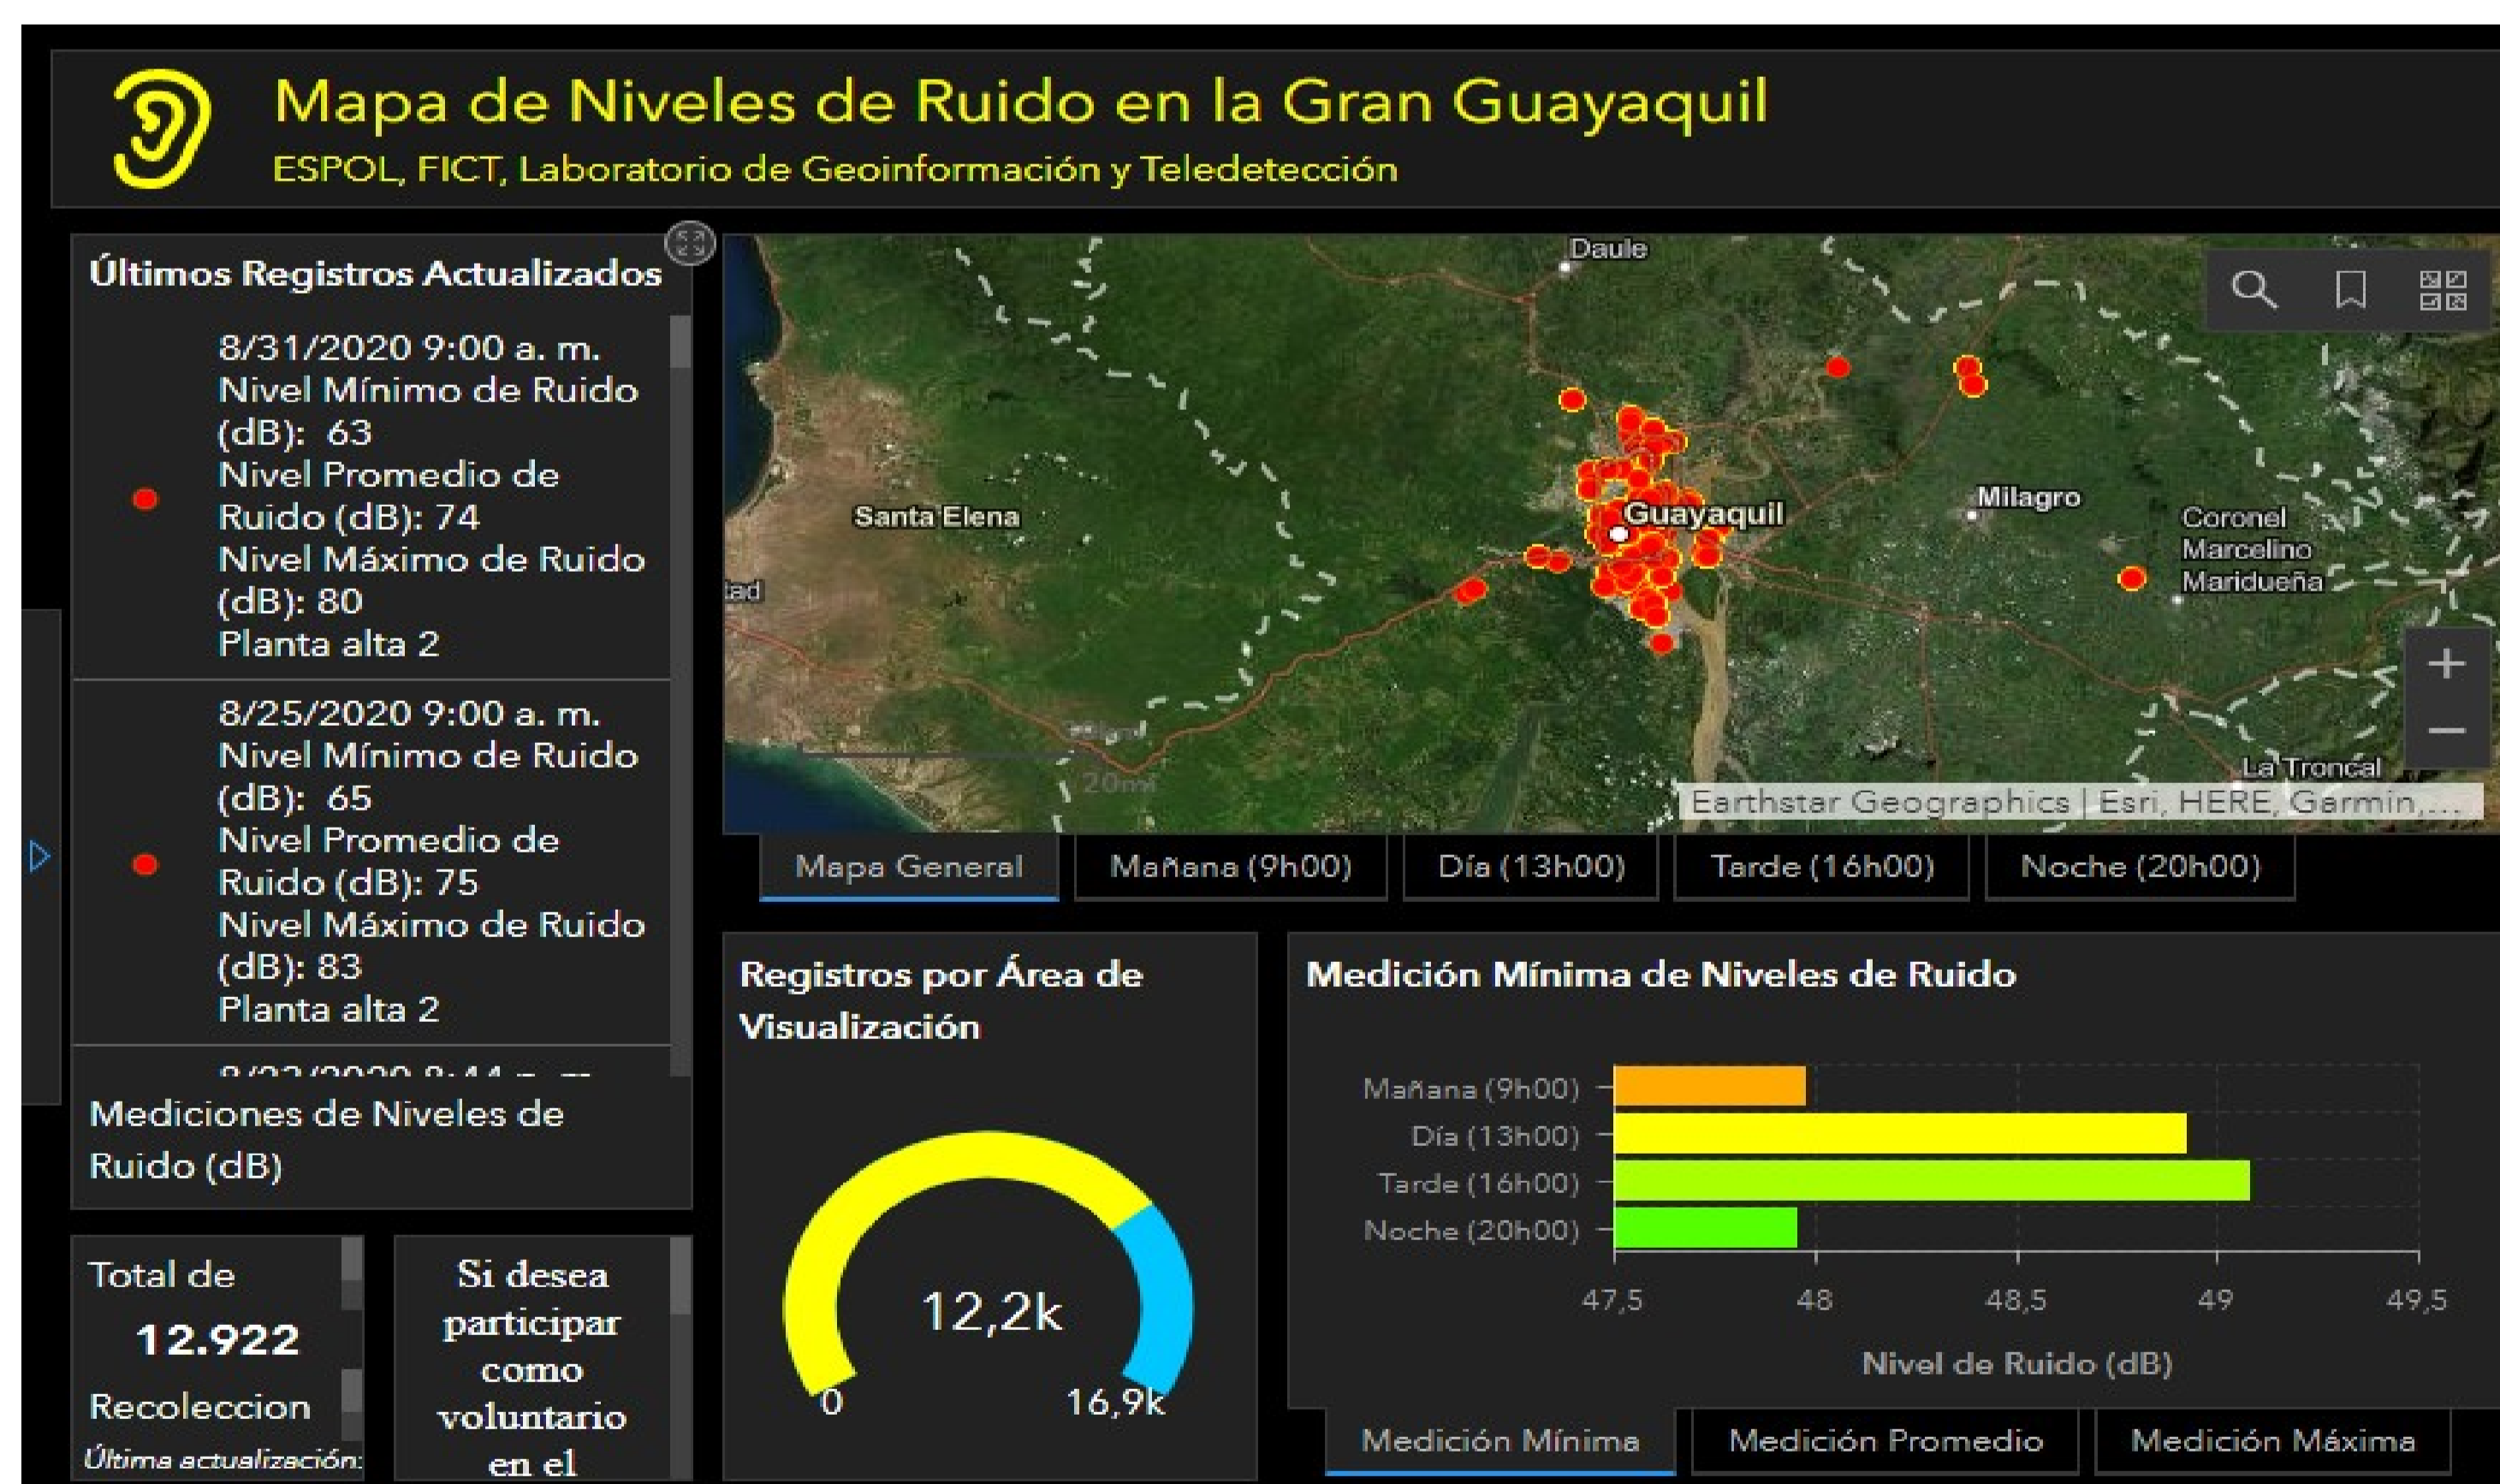 Mapa de Niveles de Ruido en la Gran Guayaquil
ESPOL, FICT, Laboratorio de Geoinformación y Teledetección
Últimos Registros Actualizados
8/31/2020 9:00 a. m.
Nivel Mínimo de Ruido
(dB): 63
Nivel Promedio de
Ruido (dB): 74
Nivel Máximo de Ruido
(dB): 80
Planta alta 2
8/25/2020 9:00 a. m.
Nivel Mínimo de Ruido
(dB): 65
Nivel Promedio de
Ruido (dB): 75
Nivel Máximo de Ruido
(dB): 83
Planta alta 2
Mediciones de Niveles de
Ruido (dB)
Total de
12.922
Recoleccion
Última actualización:
Si desea
participar
como
voluntario
en el
Daule
Santa Elena
Guayaquil
Milagro
Coronel
Marcelino
Maridueña
La Troncal
20mi
Earthstar Geographics | Esri, HERE, Garmin,...
Mapa General
Mañana (9h00)
Día (13h00)
Tarde (16h00)
Noche (20h00)
Registros por Área de
Visualización
12,2k
0
16,9k
Medición Mínima de Niveles de Ruido
Mañana (9h00)
Día (13h00)
Tarde (16h00)
Noche (20h00)
47,5 48 48,5 49 49,5
Nivel de Ruido (dB)
Medición Mínima
Medición Promedio
Medición Máxima